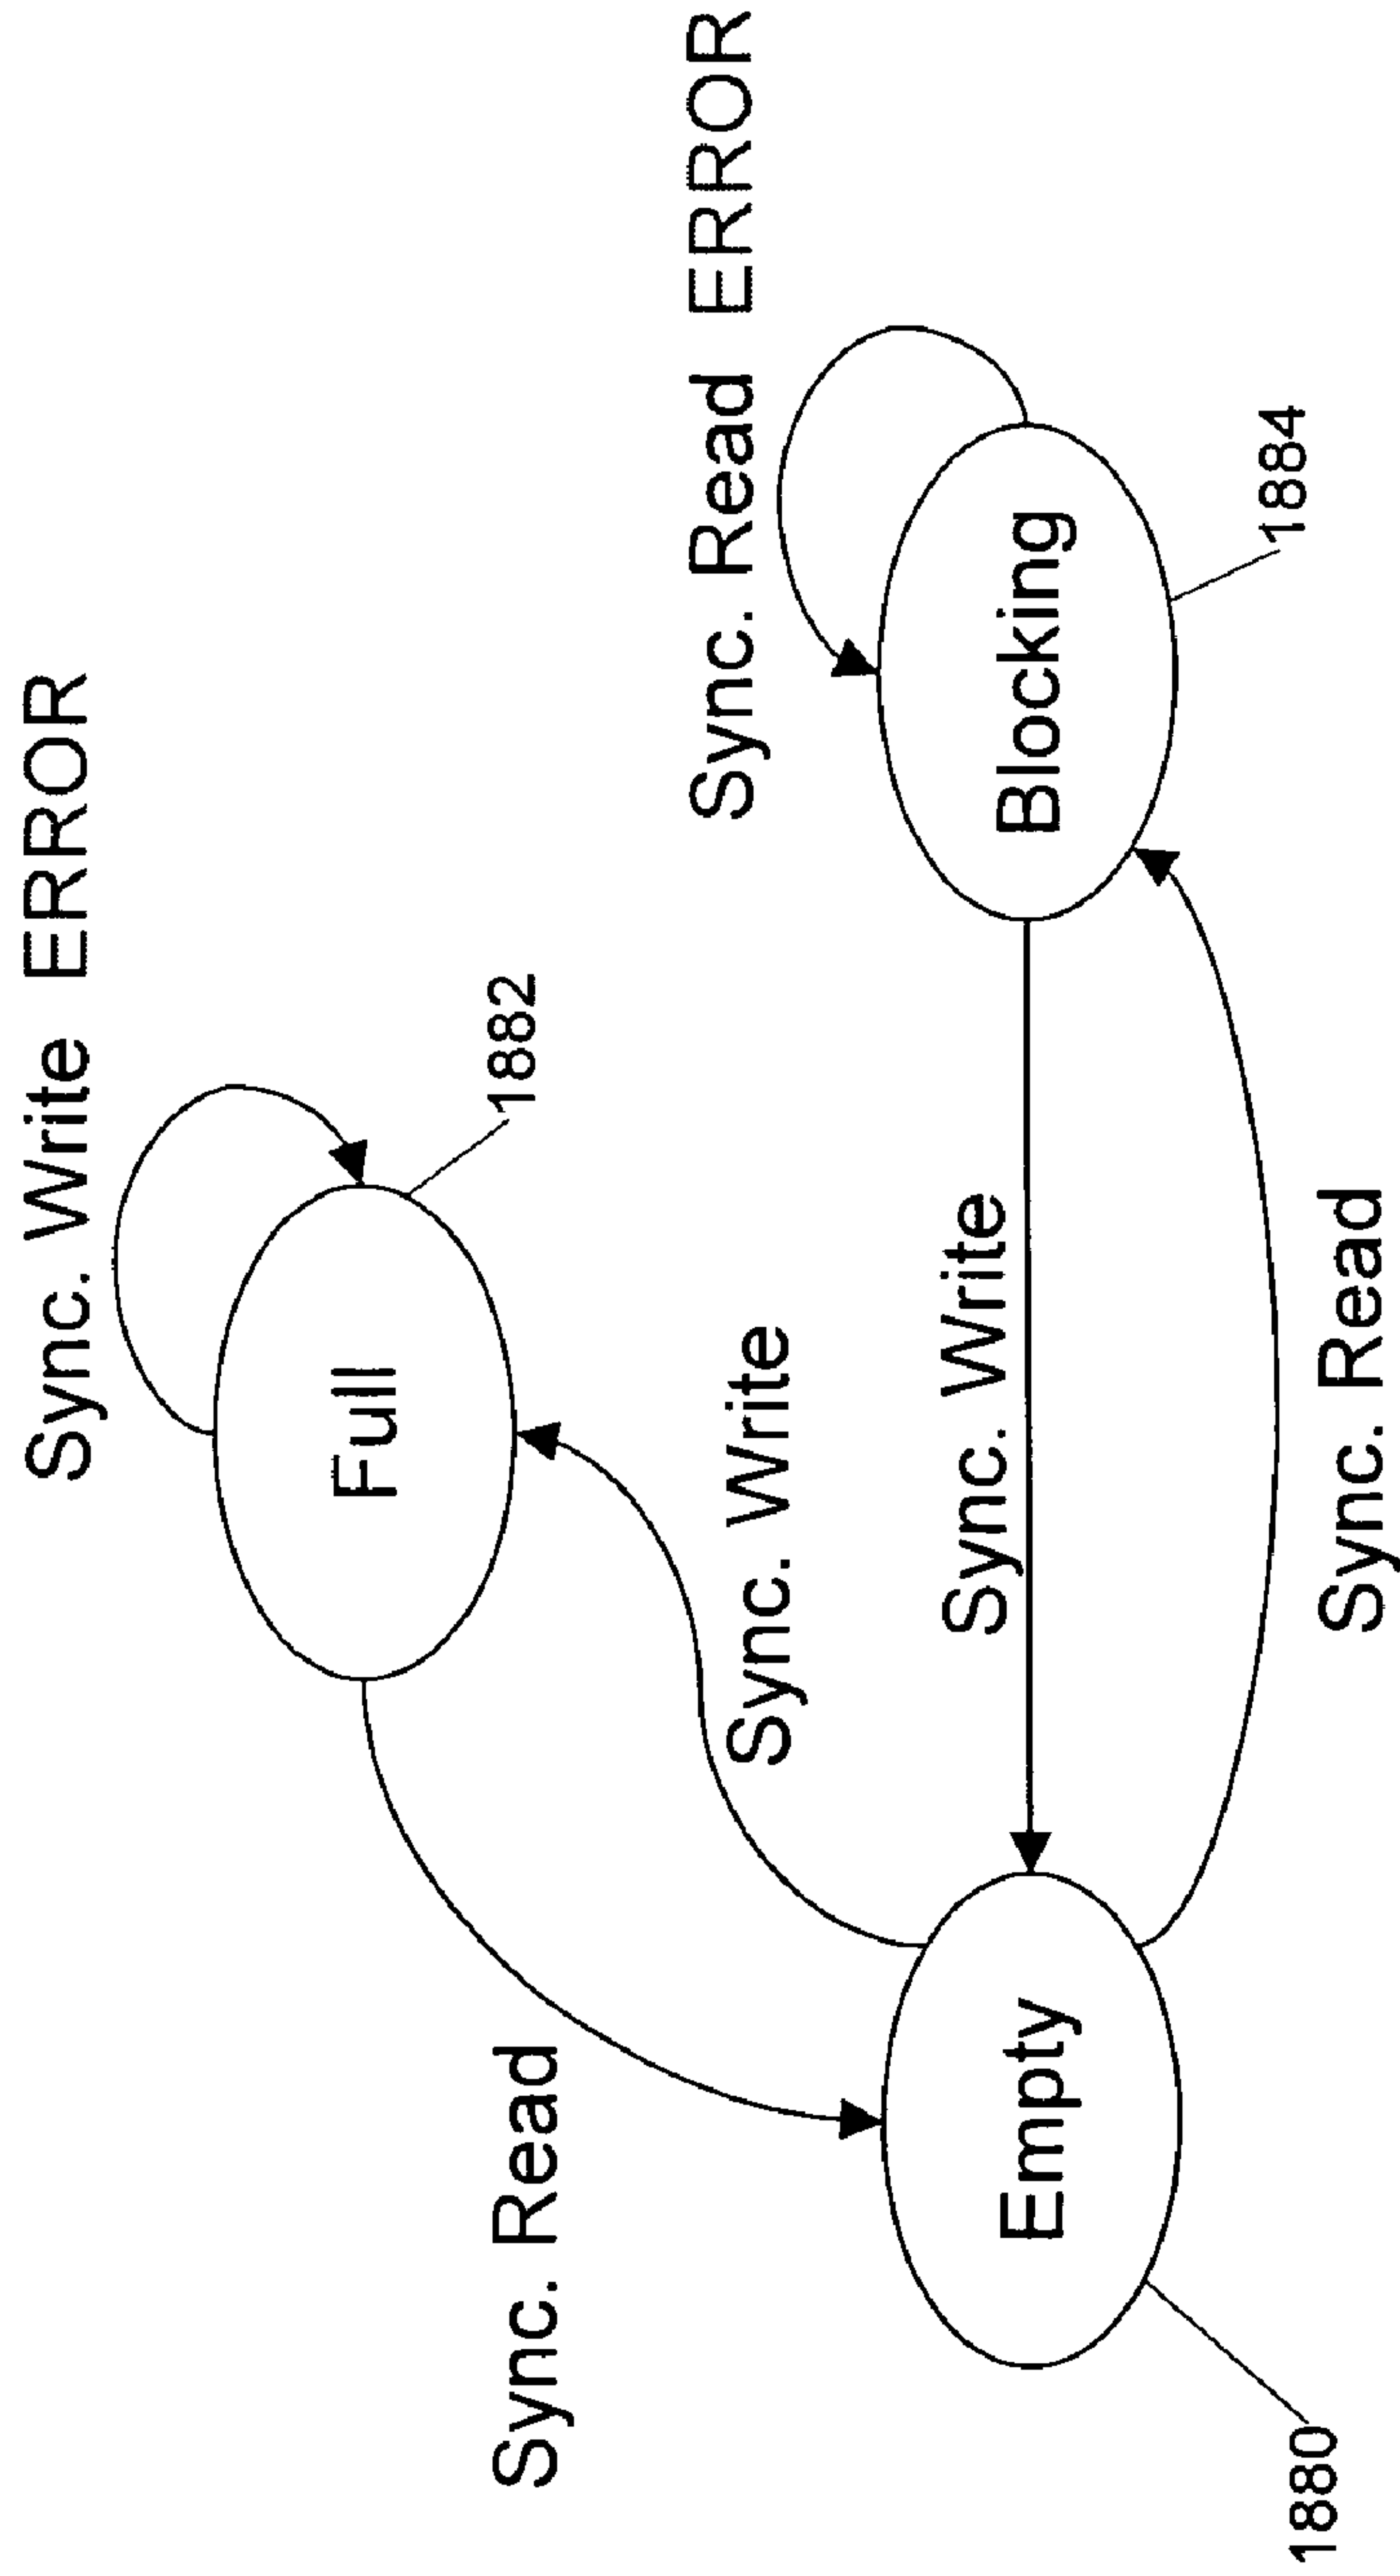 Sync. Write ERROR
Full
1882
Sync. Read
Sync. Write
Sync. Read ERROR
Sync. Write
Empty
Blocking
1880
Sync. Read
1884